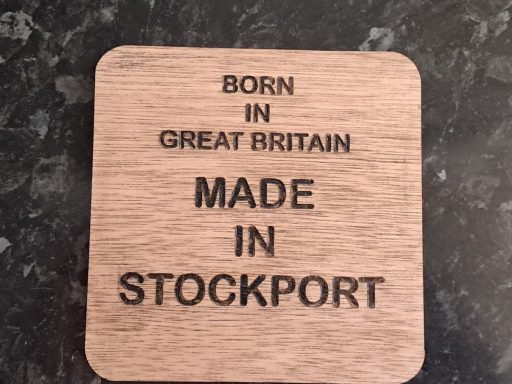 BORN
IN
GREAT BRITAIN
MADE
IN
STOCKPORT